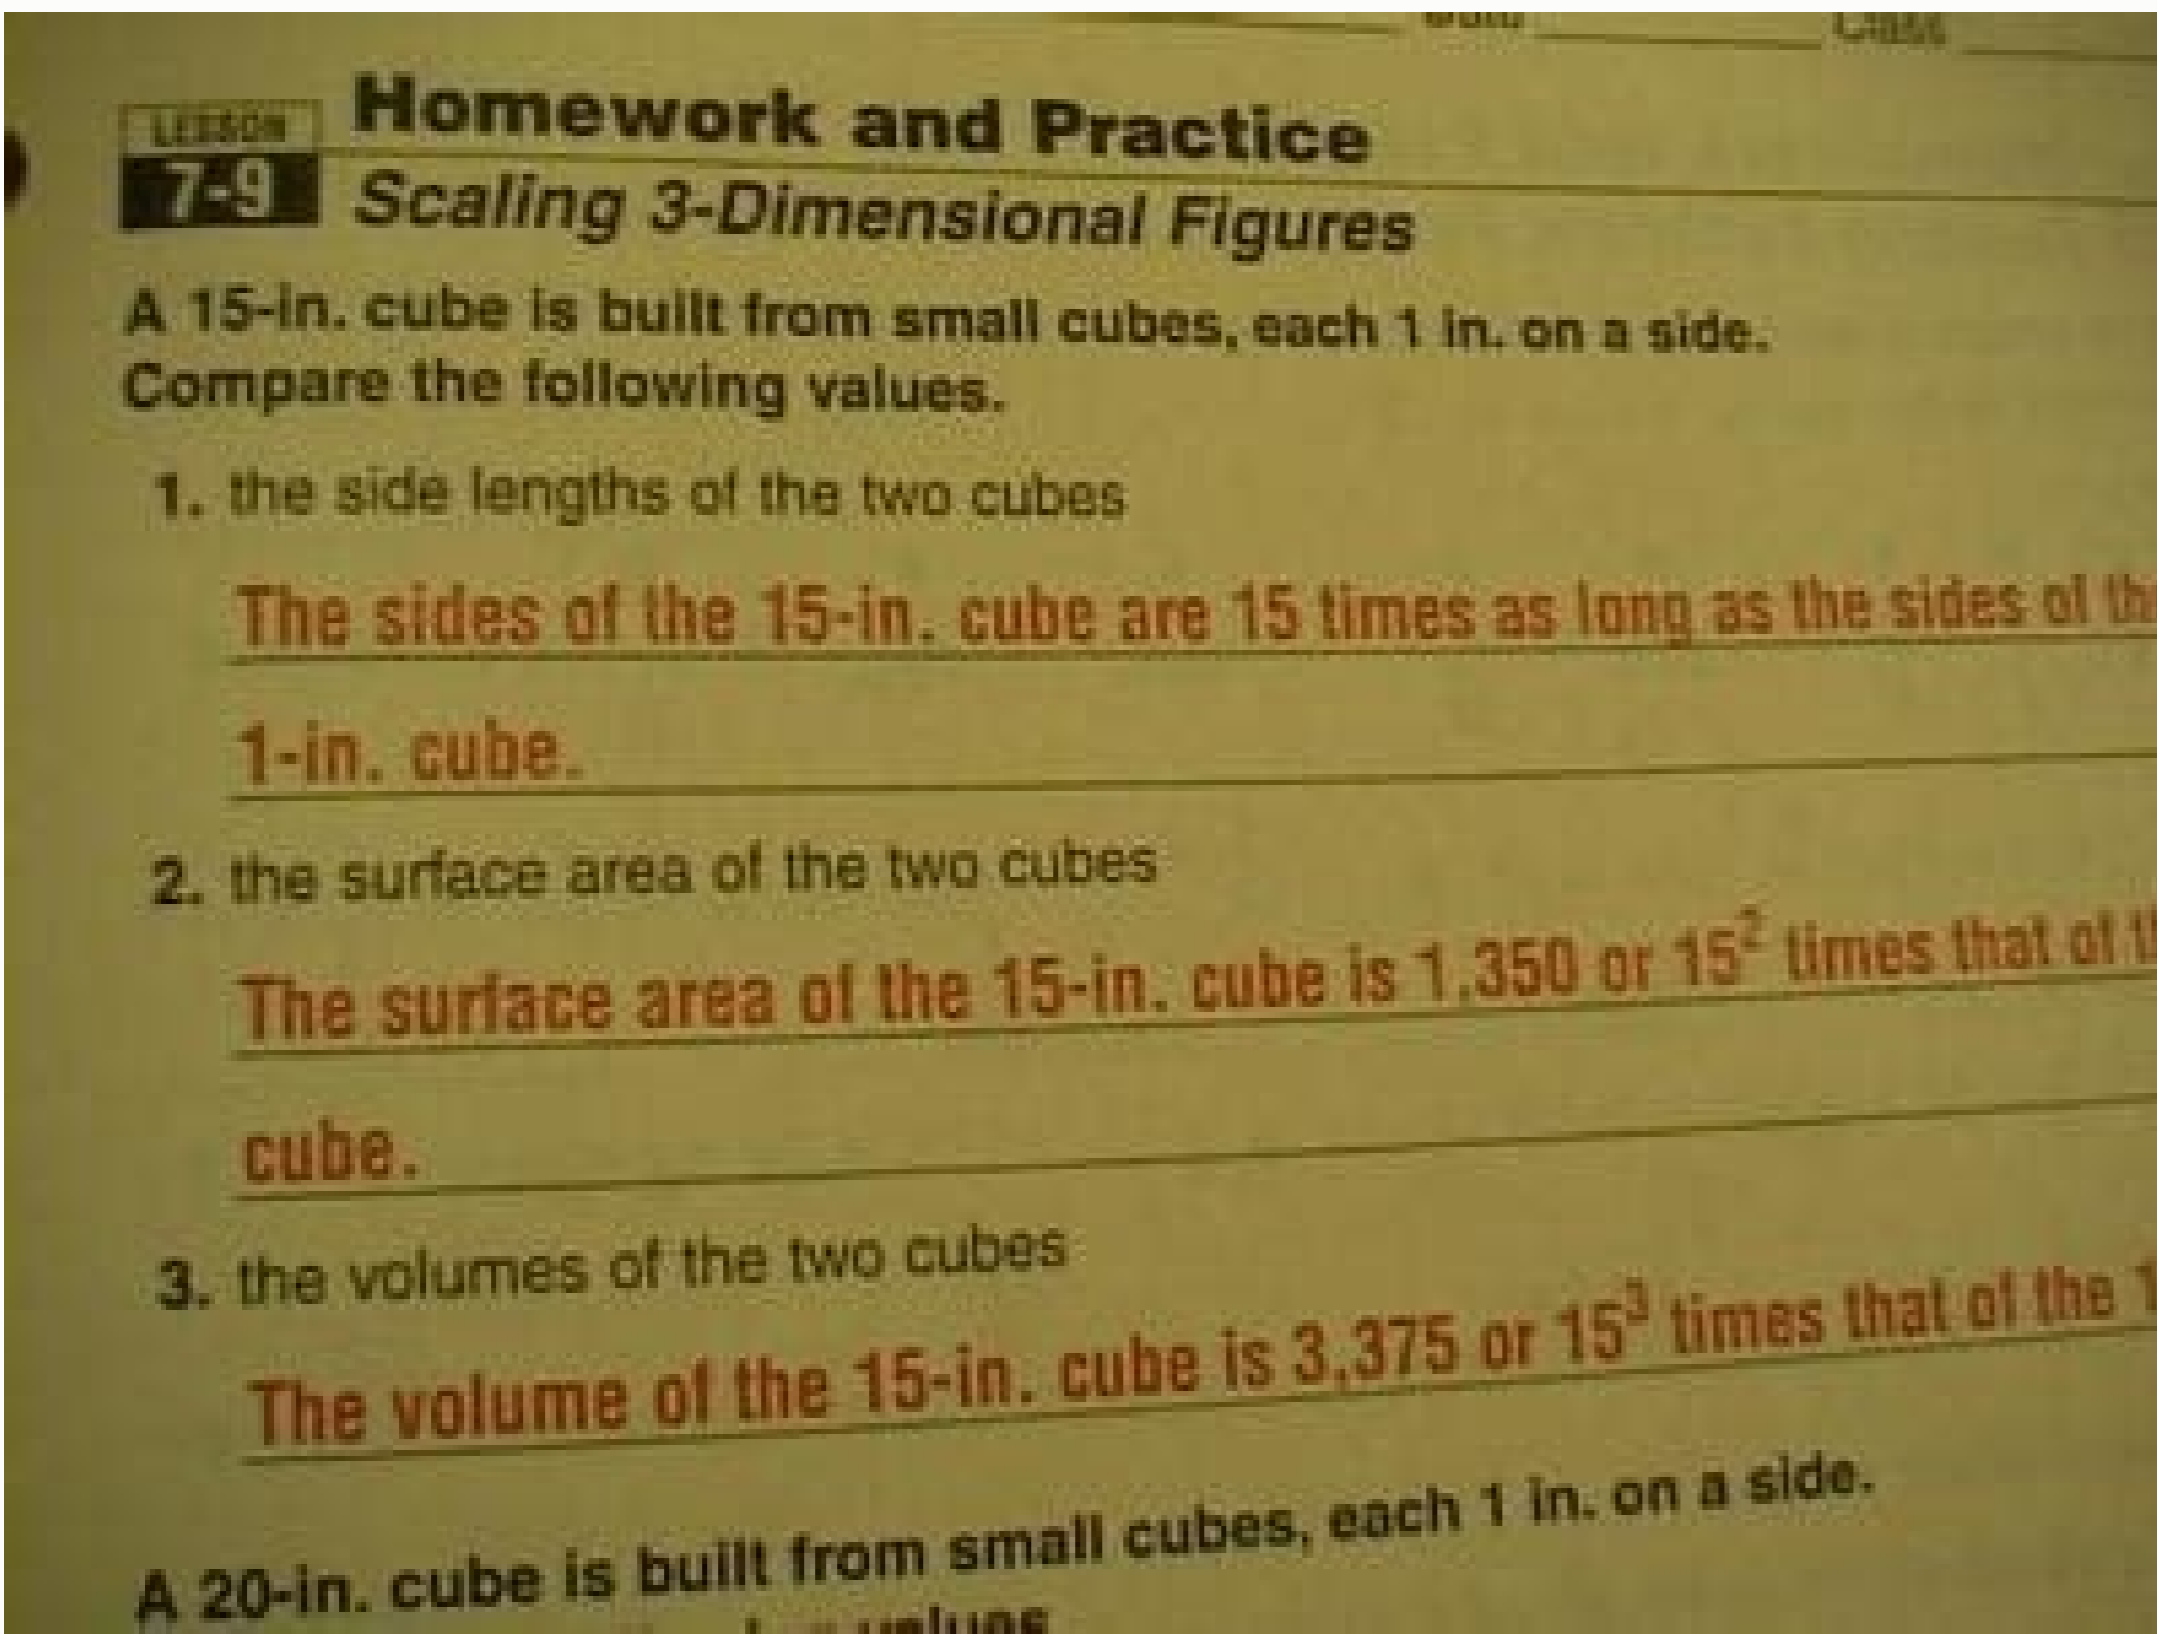 Class
LESSON
7-9
Homework and Practice
Scaling 3-Dimensional Figures
A 15-in. cube is built from small cubes, each 1 in. on a side.
Compare the following values.
1. the side lengths of the two cubes
The sides of the 15-in. cube are 15 times as long as the sides of
1-in. cube.
2. the surface area of the two cubes
The surface area of the 15-in. cube is 1,350 or 15² times that of
cube.
3. the volumes of the two cubes
The volume of the 15-in. cube is 3,375 or 15³ times that of the
A 20-in. cube is built from small cubes, each 1 in. on a side.
values